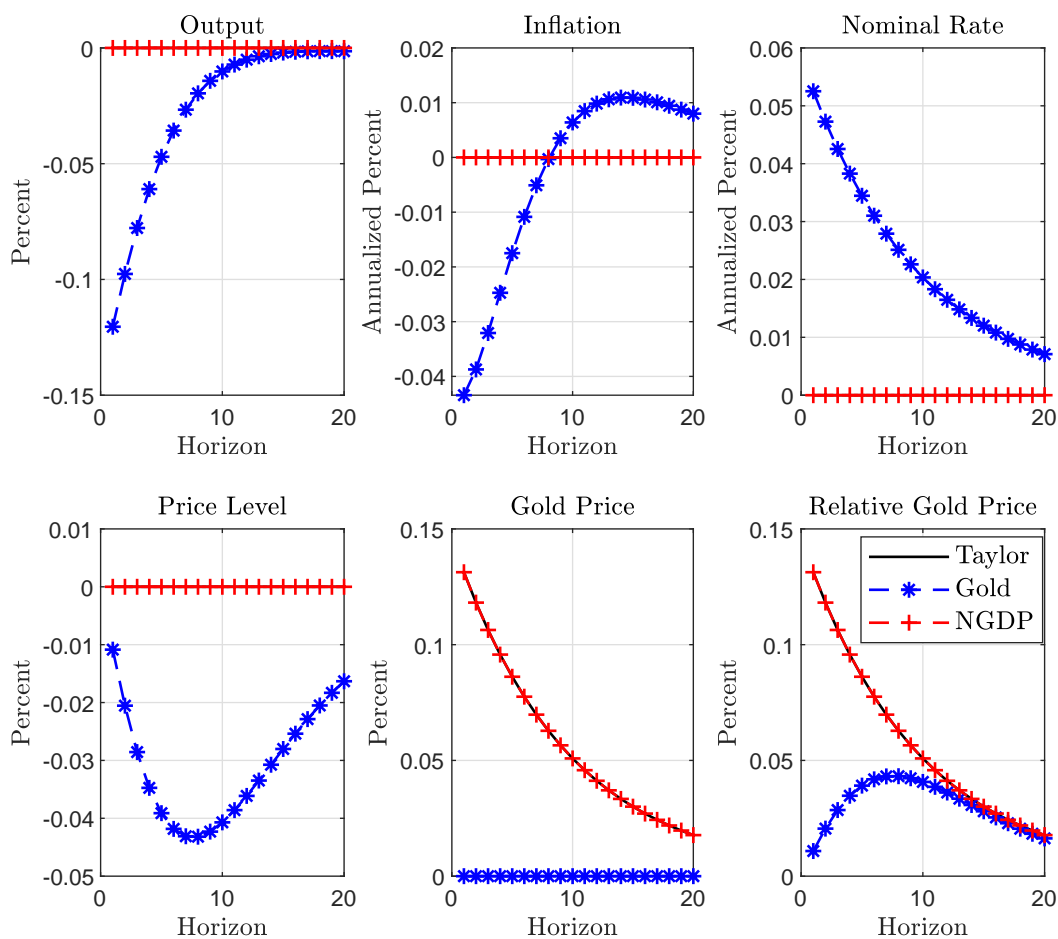 Output
Inflation
Nominal Rate
0
-0.05
-0.1
-0.15
0.02
0.01
0
-0.01
-0.02
-0.03
-0.04
0.06
0.05
0.04
0.03
0.02
0.01
0
Percent
Annualized Percent
Annualized Percent
0 10 20
0 10 20
0 10 20
Horizon
Horizon
Horizon
Price Level
Gold Price
Relative Gold Price
0.01
0
-0.01
-0.02
-0.03
-0.04
-0.05
0.15
0.1
0.05
0
0.15
0.1
0.05
0
Percent
Percent
Percent
Taylor
Gold
NGDP
0 10 20
0 10 20
0 10 20
Horizon
Horizon
Horizon